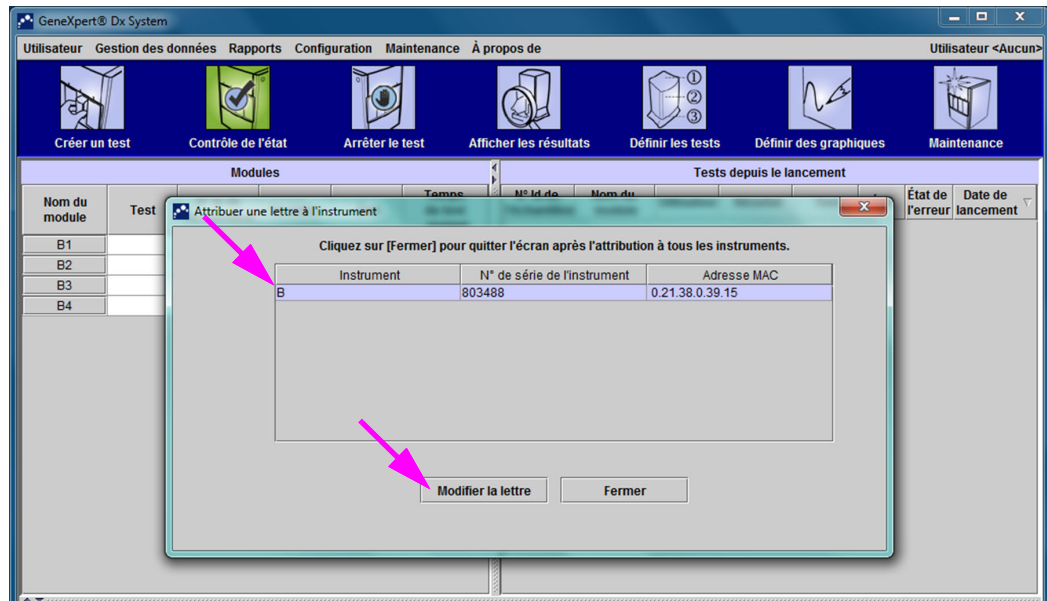 GeneXpert® Dx System
Utilisateur Gestion des données Rapports Configuration Maintenance À propos de Utilisateur <Aucun>
① ② ③
Créer un test Contrôle de l'état Arrêter le test Afficher les résultats Définir les tests Définir des graphiques Maintenance
Modules Tests depuis le lancement
Nom du module Test Temps N° Id de Nom du État de l'erreur Date de lancement
Attribuer une lettre à l'instrument
Cliquez sur [Fermer] pour quitter l'écran après l'attribution à tous les instruments.
Instrument N° de série de l'instrument Adresse MAC
B 803488 0.21.38.0.39.15
B1
B2
B3
B4
Modifier la lettre Fermer